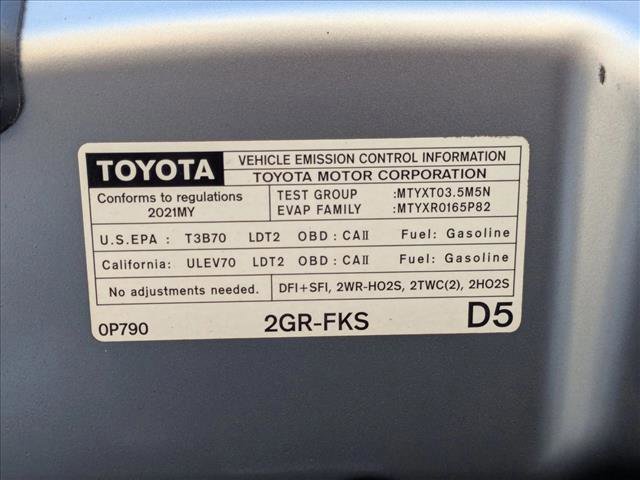 TOYOTA VEHICLE EMISSION CONTROL INFORMATION
TOYOTA MOTOR CORPORATION
Conforms to regulations
2021MY
TEST GROUP :MTYXT03.5M5N
EVAP FAMILY :MTYXR0165P82
U.S.EPA : T3B70 LDT2 OBD : CAII Fuel: Gasoline
California: ULEV70 LDT2 OBD : CAII Fuel: Gasoline
No adjustments needed. DFI+SFI, 2WR-HO2S, 2TWC(2), 2HO2S
0P790 2GR-FKS D5